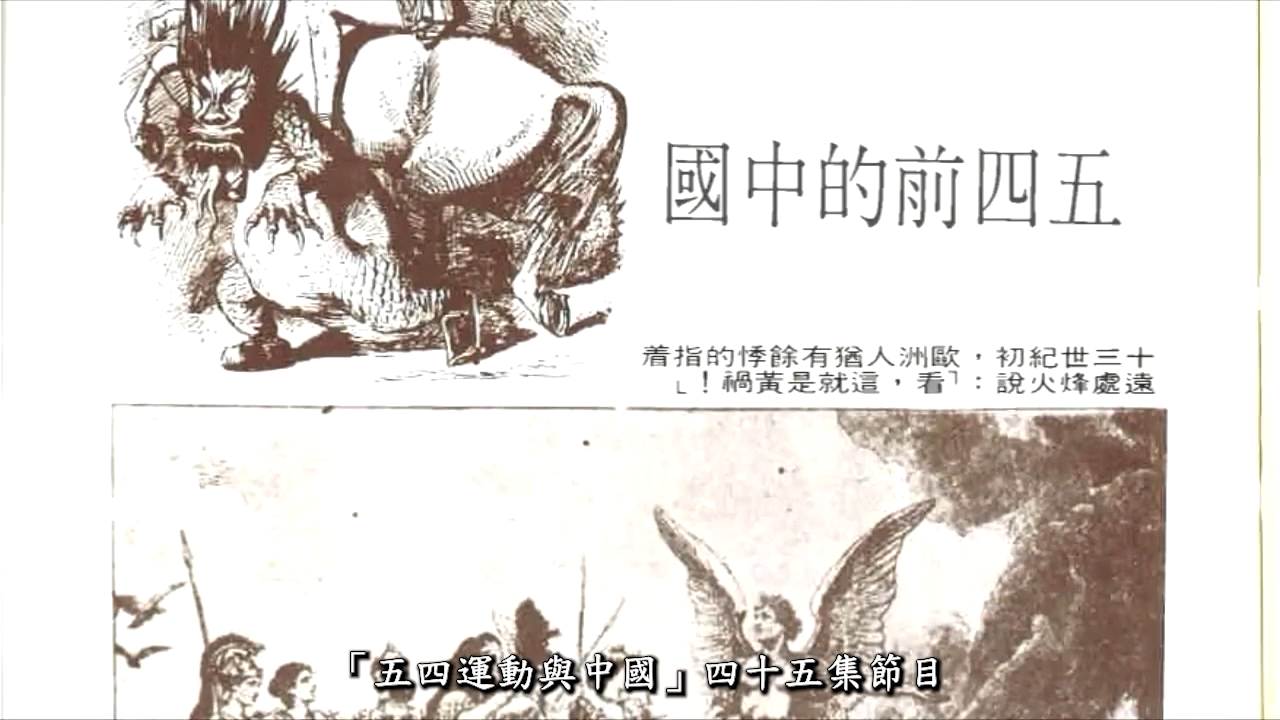 五四前的中國
十三世紀初，歐洲人猶有餘悸的指着
遠處烽火說：「看，這就是黃禍！」
「五四運動與中國」四十五集節目